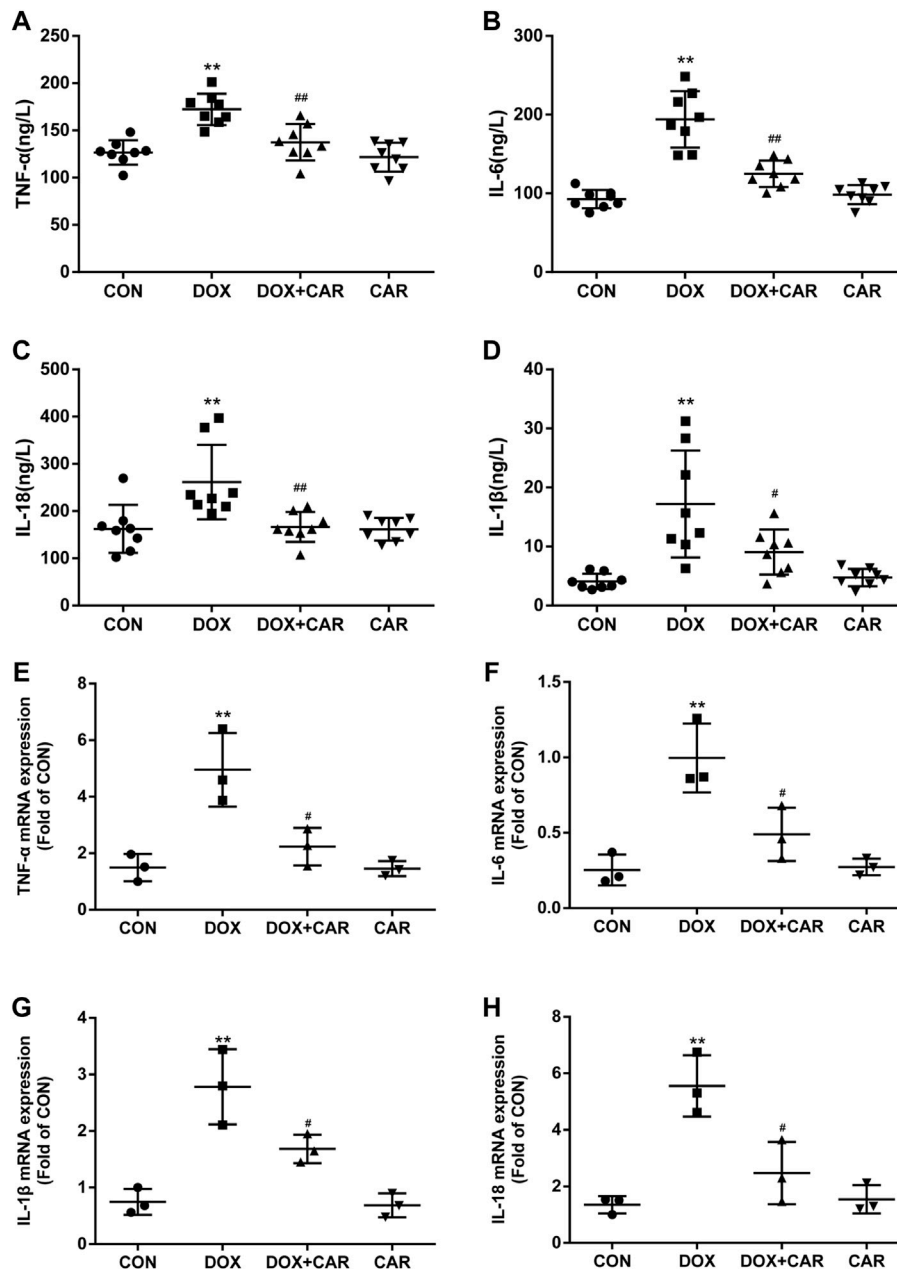 A
TNF-α(ng/L)
250
200
150
100
50
0
**
##
CON DOX DOX+CAR CAR
B
IL-6(ng/L)
300
200
100
0
**
##
CON DOX DOX+CAR CAR
C
IL-18(ng/L)
500
400
300
200
100
0
**
##
CON DOX DOX+CAR CAR
D
IL-1β(ng/L)
40
30
20
10
0
**
#
CON DOX DOX+CAR CAR
E
TNF-α mRNA expression
(Fold of CON)
8
6
4
2
0
**
#
CON DOX DOX+CAR CAR
F
IL-6 mRNA expression
(Fold of CON)
1.5
1.0
0.5
0.0
**
#
CON DOX DOX+CAR CAR
G
IL-1β mRNA expression
(Fold of CON)
4
3
2
1
0
**
#
CON DOX DOX+CAR CAR
H
IL-18 mRNA expression
(Fold of CON)
8
6
4
2
0
**
#
CON DOX DOX+CAR CAR